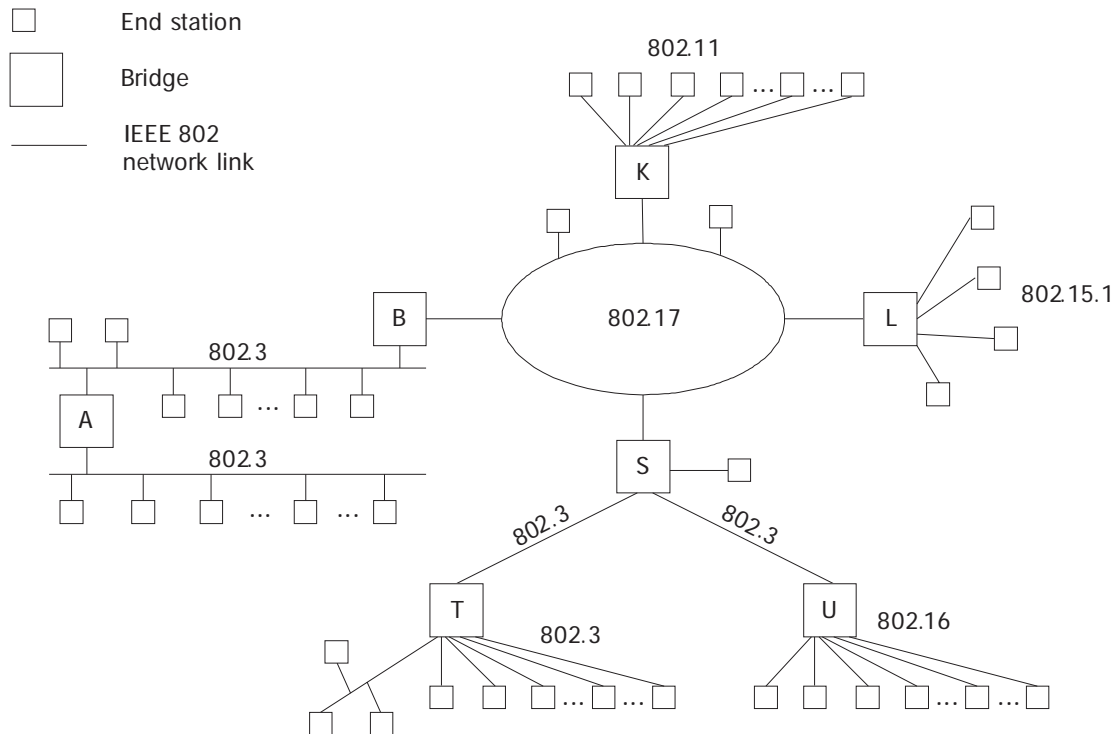 End station
Bridge
IEEE 802
network link
802.11
... ...
K
802.17
B
L
802.15.1
802.3
A
...
802.3
... ...
S
802.3
802.3
T
U
802.3
802.16
... ...
... ...